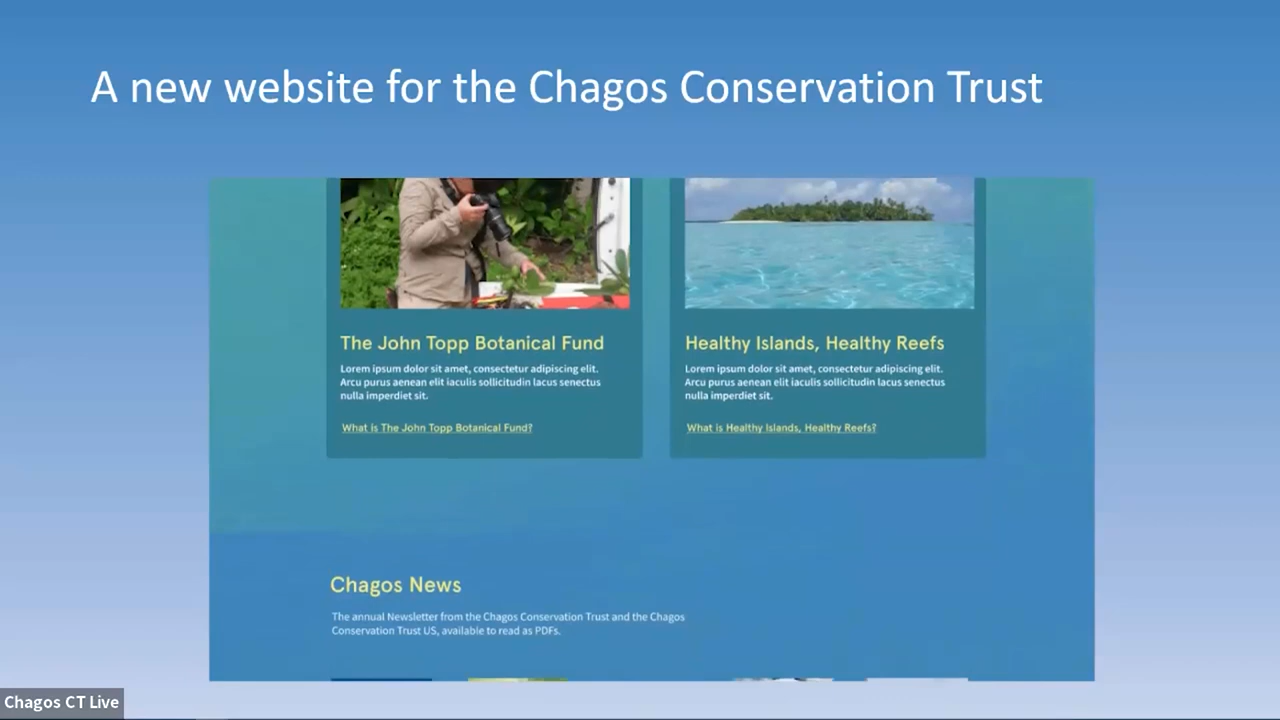 A new website for the Chagos Conservation Trust
The John Topp Botanical Fund
Lorem ipsum dolor sit amet, consectetur adipiscing elit.
Arcu purus aenean elit iaculis sollicitudin lacus senectus
nulla imperdiet sit.
What is The John Topp Botanical Fund?
Healthy Islands, Healthy Reefs
Lorem ipsum dolor sit amet, consectetur adipiscing elit.
Arcu purus aenean elit iaculis sollicitudin lacus senectus
nulla imperdiet sit.
What is Healthy Islands, Healthy Reefs?
Chagos News
The annual Newsletter from the Chagos Conservation Trust and the Chagos
Conservation Trust US, available to read as PDFs.
Chagos CT Live